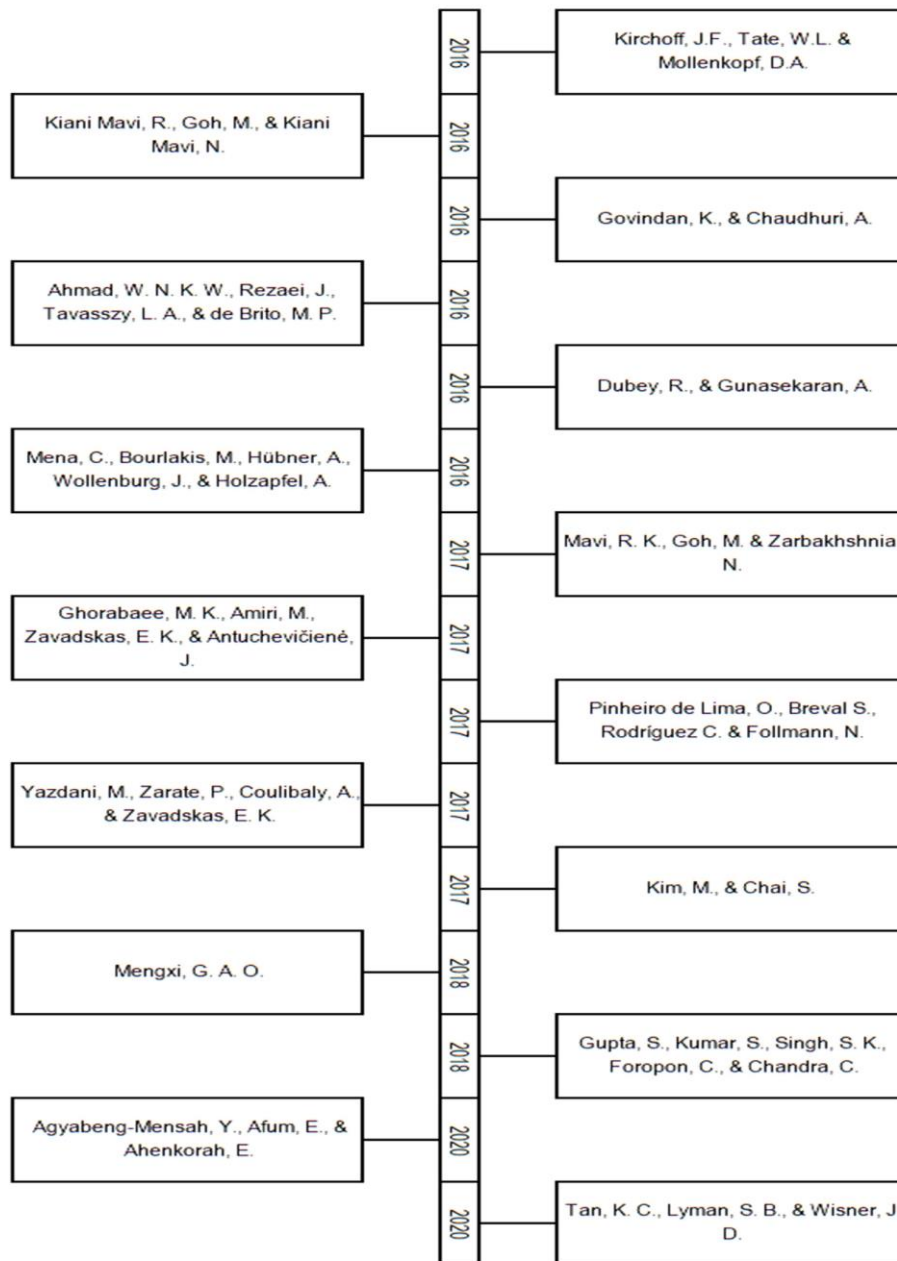 2016
Kirchoff, J.F., Tate, W.L. &
Mollenkopf, D.A.
Kiani Mavi, R., Goh, M., & Kiani
Mavi, N.
2016
2016
Govindan, K., & Chaudhuri, A.
Ahmad, W. N. K. W., Rezaei, J.,
Tavasszy, L. A., & de Brito, M. P.
2016
2016
Dubey, R., & Gunasekaran, A.
Mena, C., Bourlakis, M., Hübner, A.,
Wollenburg, J., & Holzapfel, A.
2016
2017
Mavi, R. K., Goh, M. & Zarbakhshnia
N.
Ghorabaee, M. K., Amiri, M.,
Zavadskas, E. K., & Antuchevičienė,
J.
2017
2017
Pinheiro de Lima, O., Breval S.,
Rodríguez C. & Follmann, N.
Yazdani, M., Zarate, P., Coulibaly, A.,
& Zavadskas, E. K.
2017
2017
Kim, M., & Chai, S.
Mengxi, G. A. O.
2018
2018
Gupta, S., Kumar, S., Singh, S. K.,
Foropon, C., & Chandra, C.
Agyabeng-Mensah, Y., Afum, E., &
Ahenkorah, E.
2020
2020
Tan, K. C., Lyman, S. B., & Wisner, J
D.